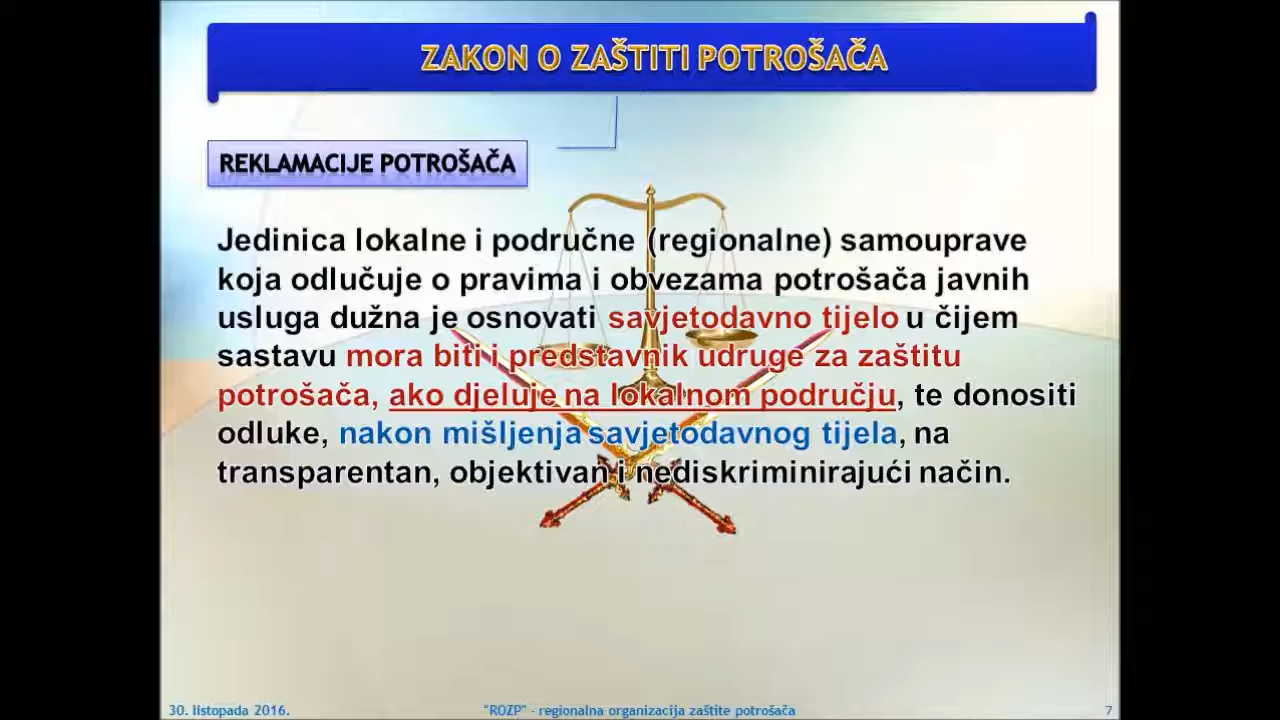 ZAKON O ZAŠTITI POTROŠAČA
REKLAMACIJE POTROŠAČA
Jedinica lokalne i područne (regionalne) samouprave
koja odlučuje o pravima i obvezama potrošača javnih
usluga dužna je osnovati savjetodavno tijelo u čijem
sastavu mora biti i predstavnik udruge za zaštitu
potrošača, ako djeluje na lokalnom području, te donositi
odluke, nakon mišljenja savjetodavnog tijela, na
transparentan, objektivan i nediskriminirajući način.
30. listopada 2016.
"ROZP" - regionalna organizacija zaštite potrošača
7